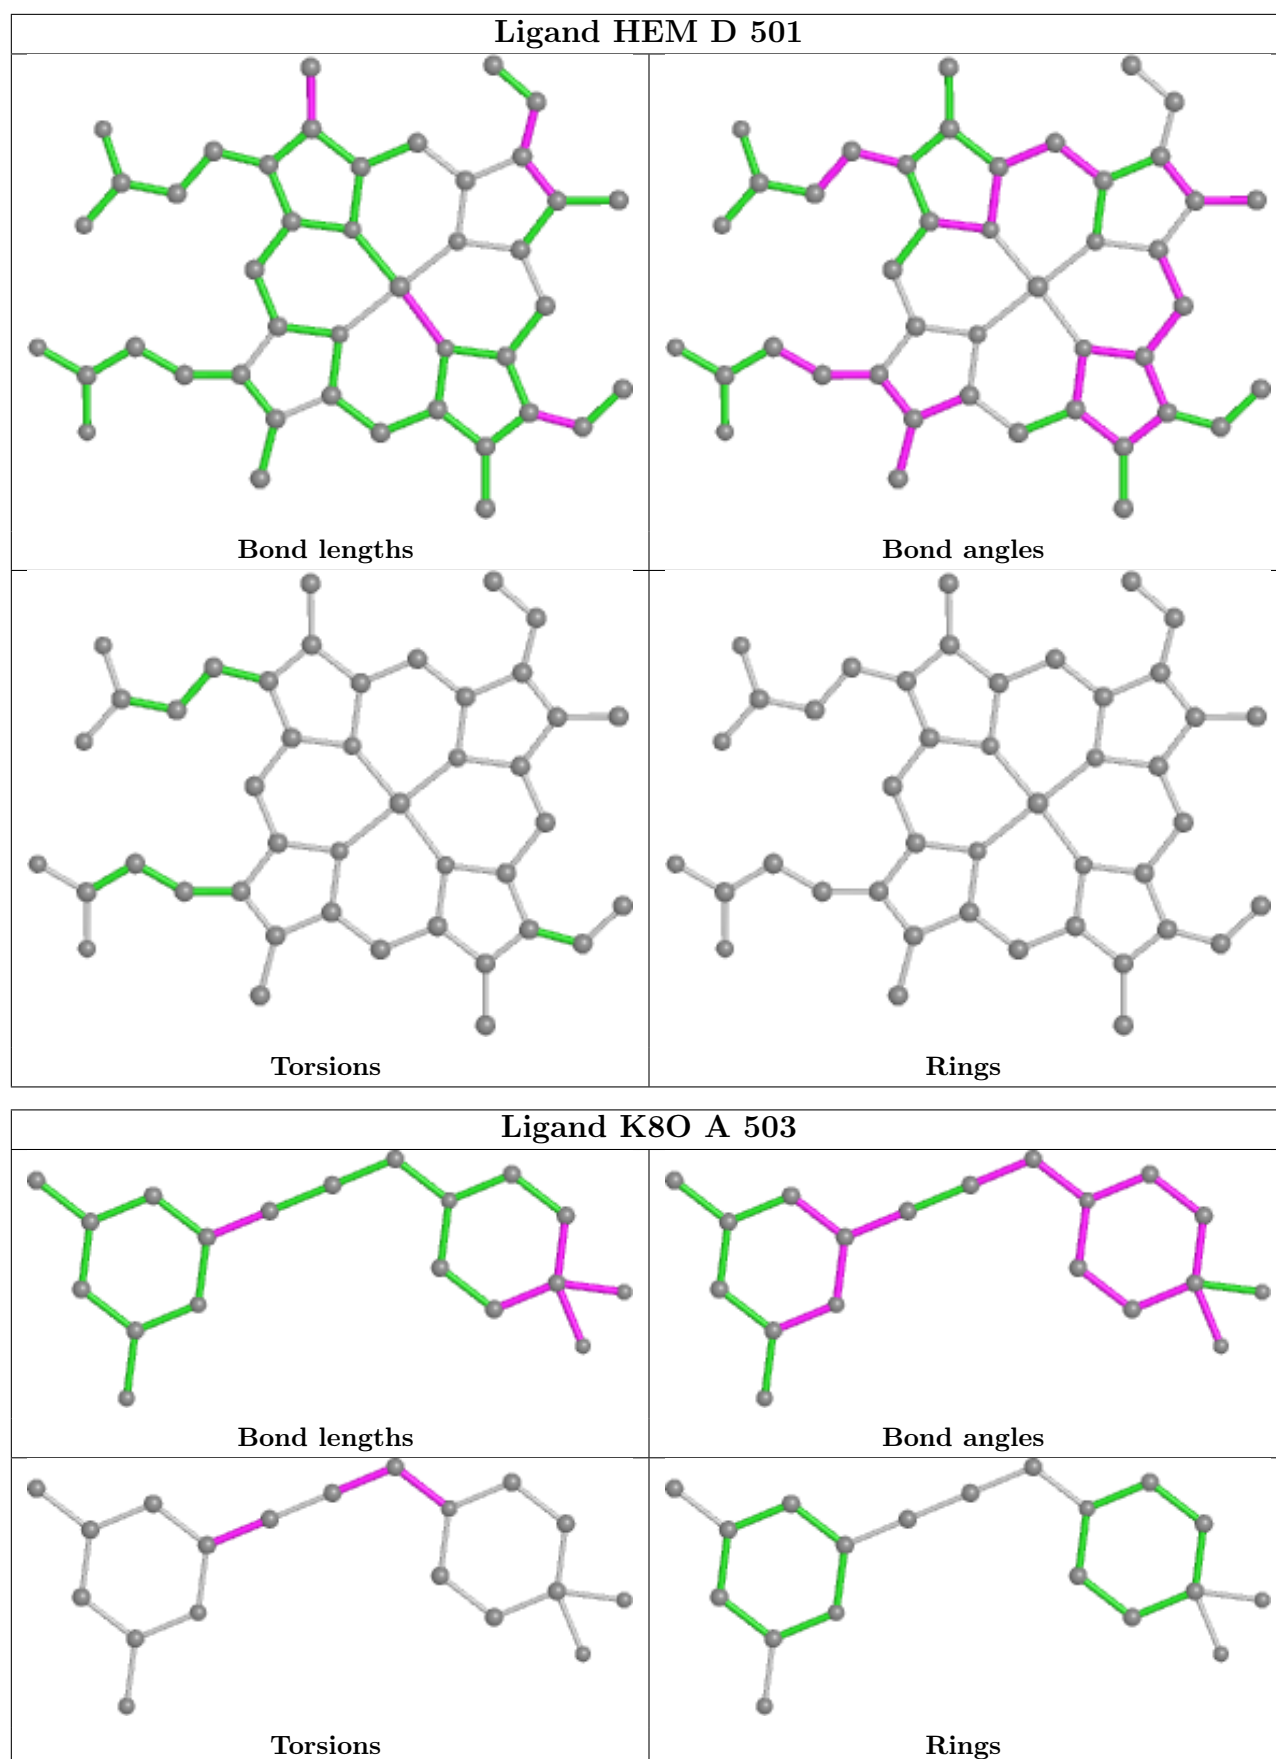 Ligand HEM D 501
Bond lengths
Bond angles
Torsions
Rings
Ligand K8O A 503
Bond lengths
Bond angles
Torsions
Rings